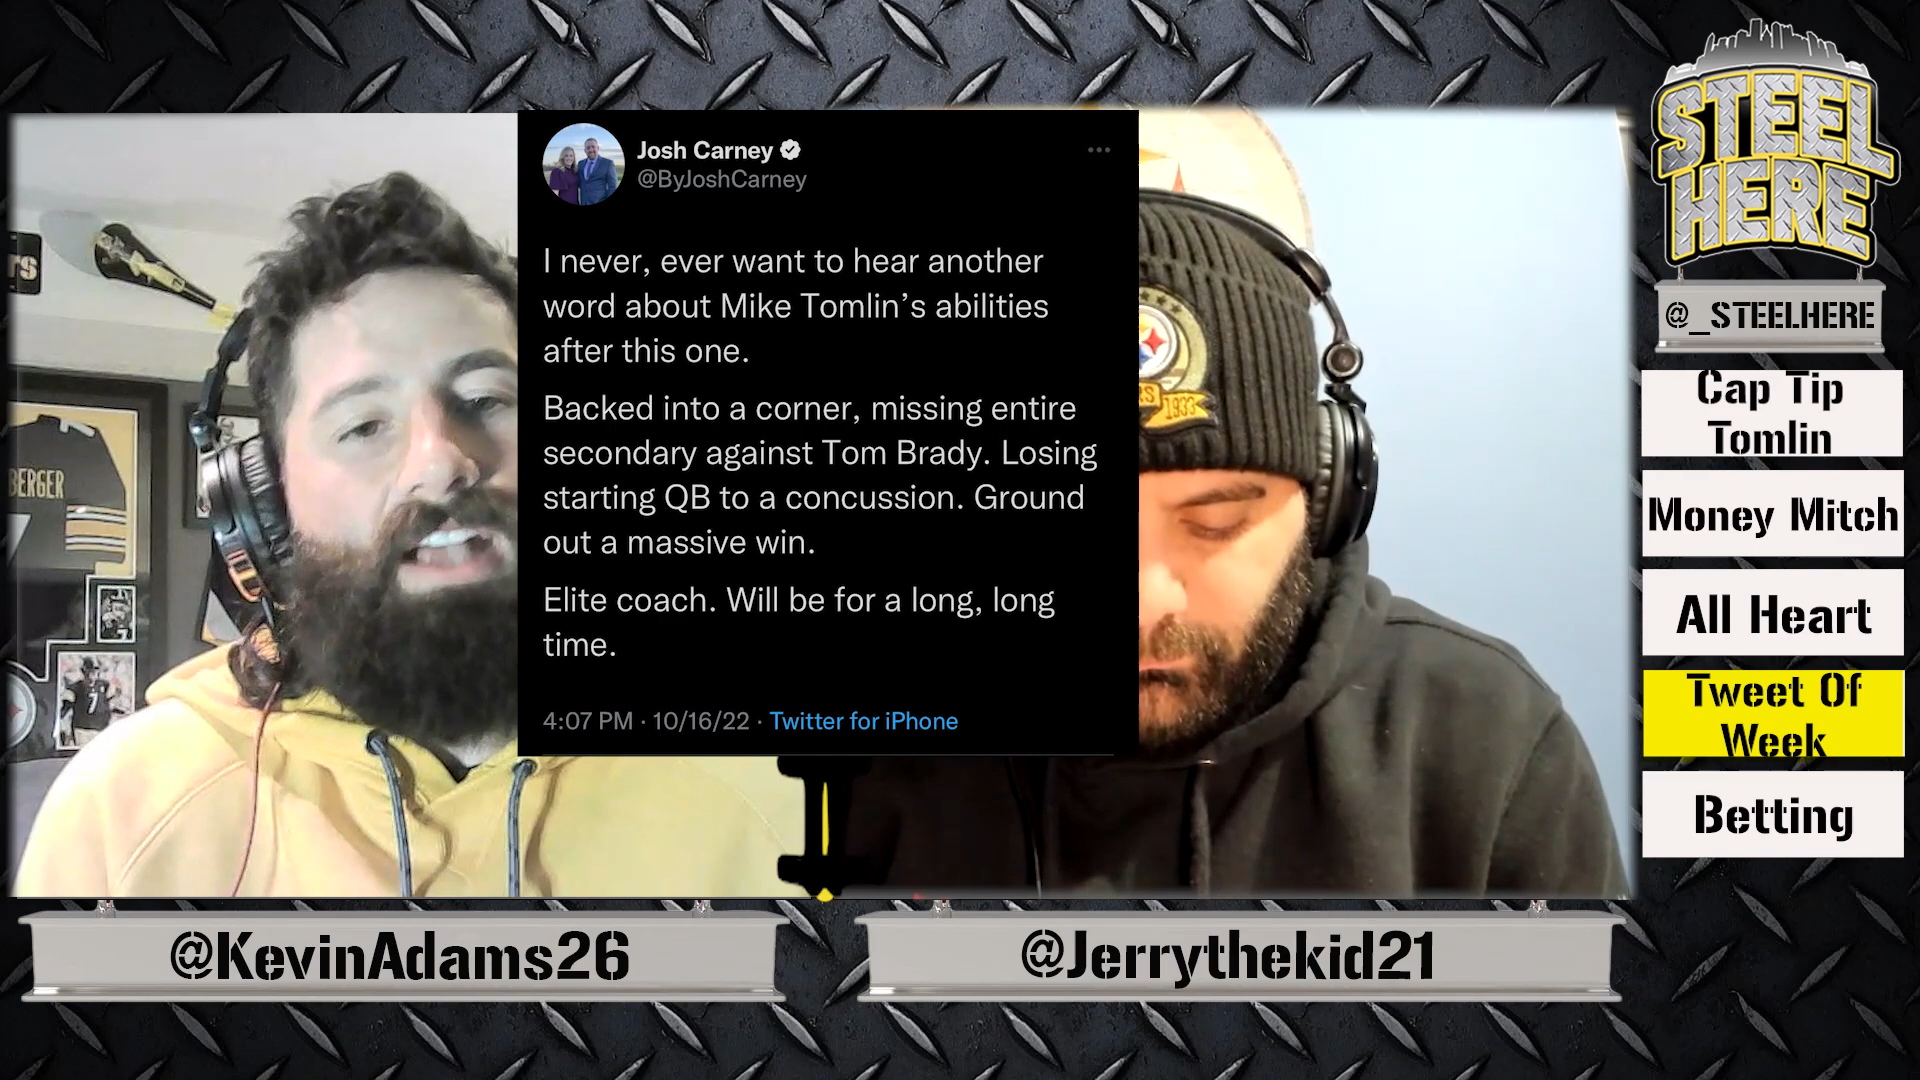 Josh Carney
@ByJoshCarney
I never, ever want to hear another
word about Mike Tomlin’s abilities
after this one.
Backed into a corner, missing entire
secondary against Tom Brady. Losing
starting QB to a concussion. Ground
out a massive win.
Elite coach. Will be for a long, long
time.
4:07 PM · 10/16/22 · Twitter for iPhone
BERGER
7
1933
STEEL
HERE
@_STEELHERE
Cap Tip
Tomlin
Money Mitch
All Heart
Tweet Of
Week
Betting
@KevinAdams26
@Jerrythekid21